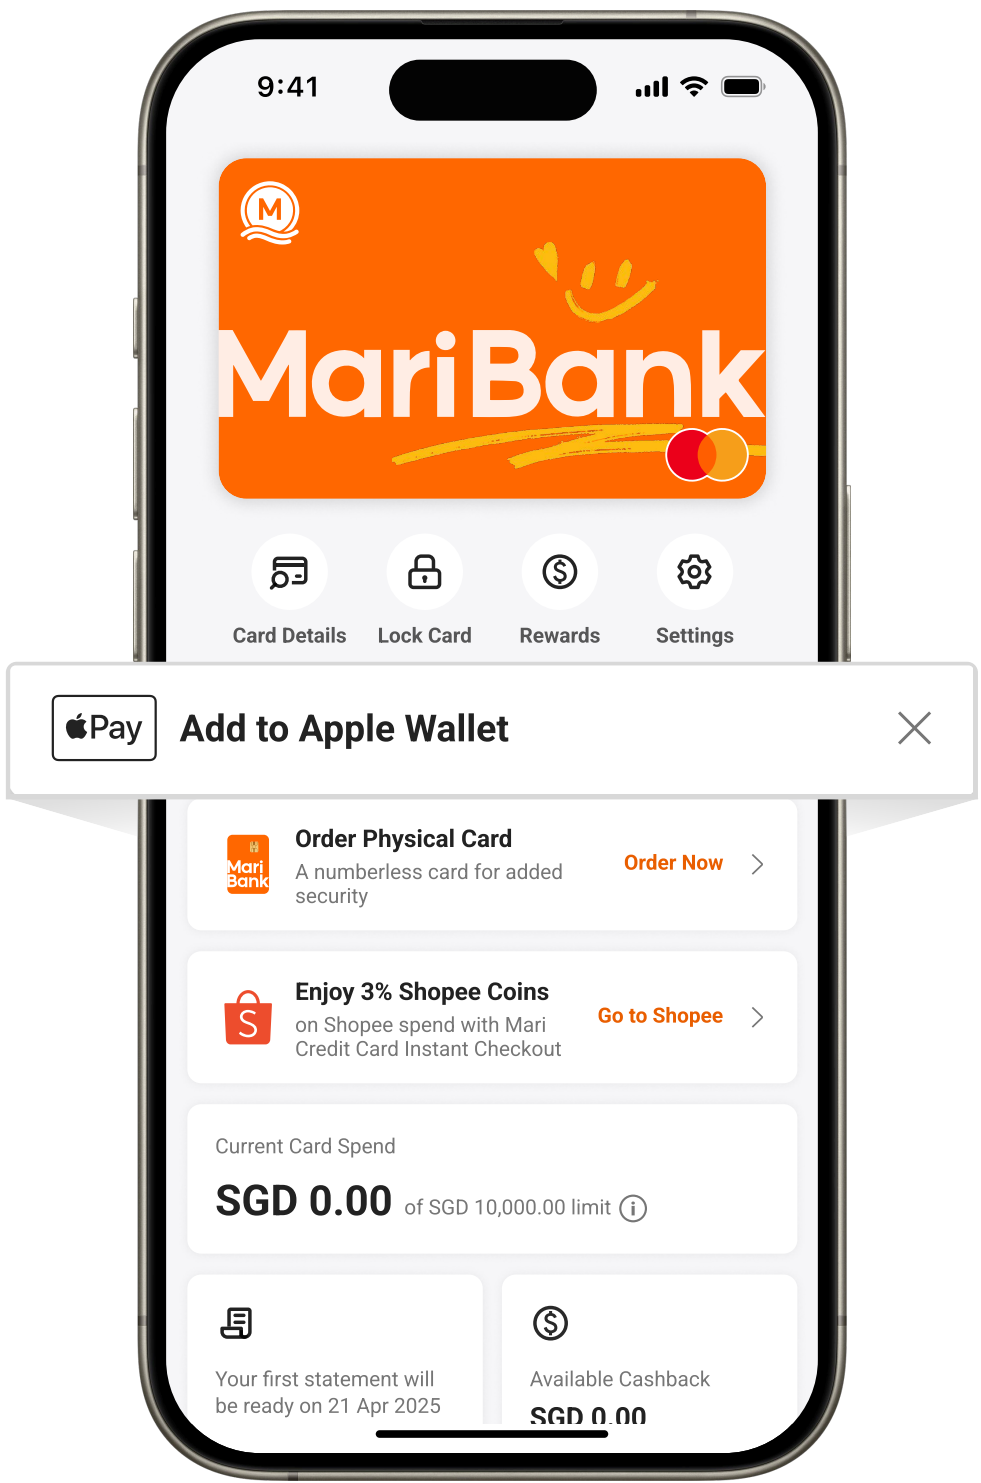 9:41
M
MariBank
Card Details
Lock Card
Rewards
Settings
Pay
Add to Apple Wallet
Order Physical Card
A numberless card for added
security
Order Now
Mari
Bank
Enjoy 3% Shopee Coins
on Shopee spend with Mari
Credit Card Instant Checkout
Go to Shopee
S
Current Card Spend
SGD 0.00 of SGD 10,000.00 limit
Your first statement will
be ready on 21 Apr 2025
Available Cashback
SGD 0.00